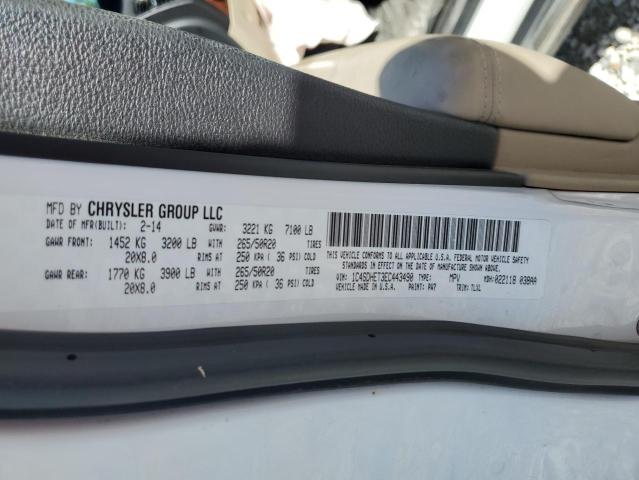 MFD BY CHRYSLER GROUP LLC
DATE OF MFR(BUILT): 2-14 GVWR: 3221 KG 7100 LB
GAWR FRONT: 1452 KG 3200 LB WITH 265/50R20 TIRES
20X8.0 RIMS AT 250 KPA ( 36 PSI) COLD
GAWR REAR: 1770 KG 3900 LB WITH 265/50R20 TIRES
20X8.0 RIMS AT 250 KPA ( 36 PSI) COLD
THIS VEHICLE CONFORMS TO ALL APPLICABLE U.S.A. FEDERAL MOTOR VEHICLE SAFETY
STANDARDS IN EFFECT ON THE DATE OF MANUFACTURE SHOWN ABOVE.
VIN: 1C4SDHET3EC443490 TYPE: MPV MDH:022118 038AA
VEHICLE MADE IN U.S.A. PAINT: PW7 TRIM: TLVL